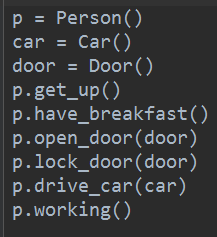 p = Person()
car = Car()
door = Door()
p.get_up()
p.have_breakfast()
p.open_door(door)
p.lock_door(door)
p.drive_car(car)
p.working()